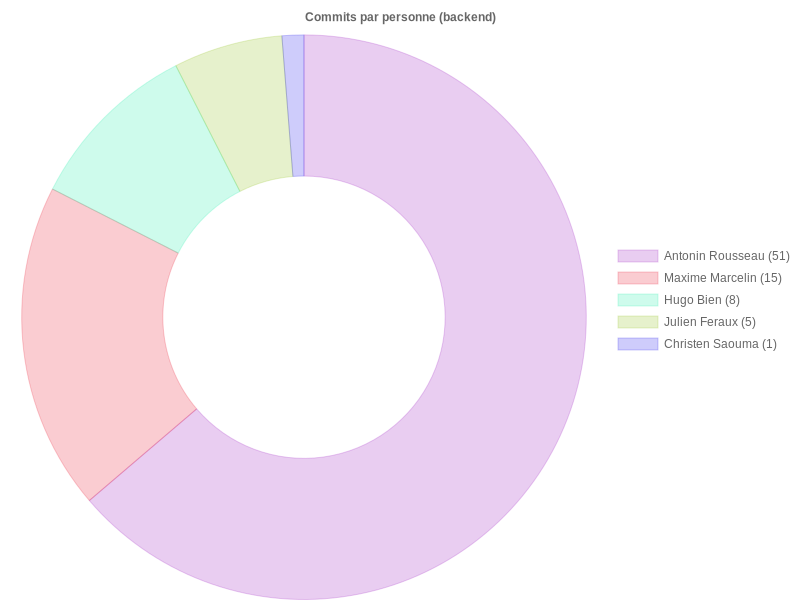 Commits par personne (backend)
Antonin Rousseau (51)
Maxime Marcelin (15)
Hugo Bien (8)
Julien Feraux (5)
Christen Saouma (1)